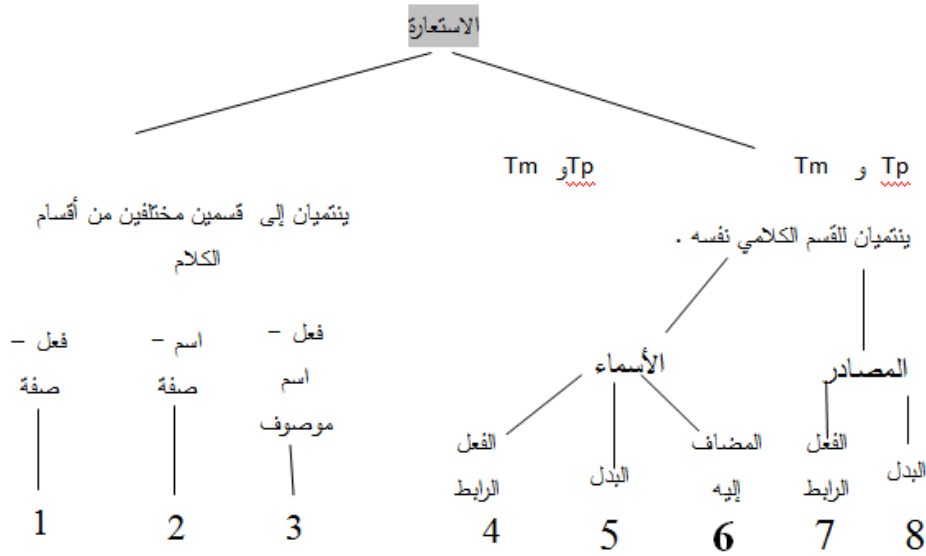 الاستعارة
Tp و Tm
Tpو Tm
ينتميان للقسم الكلامي نفسه .
ينتميان إلى قسمين مختلفين من أقسام
الكلام
المصادر
الأسماء
فعل –
اسم
موصوف
اسم –
صفة
فعل –
صفة
البدل
الفعل
الرابط
المضاف
إليه
البدل
الفعل
الرابط
1 2 3 4 5 6 7 8